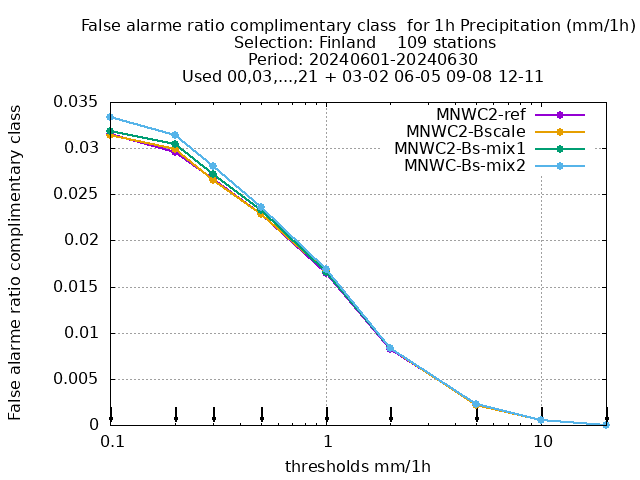 False alarme ratio complimentary class  for 1h Precipitation (mm/1h)
Selection: Finland    109 stations
Period: 20240601-20240630
Used 00,03,...,21 + 03-02 06-05 09-08 12-11
False alarme ratio complimentary class
0.035
0.03
0.025
0.02
0.015
0.01
0.005
0
MNWC2-ref
MNWC2-Bscale
MNWC2-Bs-mix1
MNWC-Bs-mix2
0.1
1
10
thresholds mm/1h